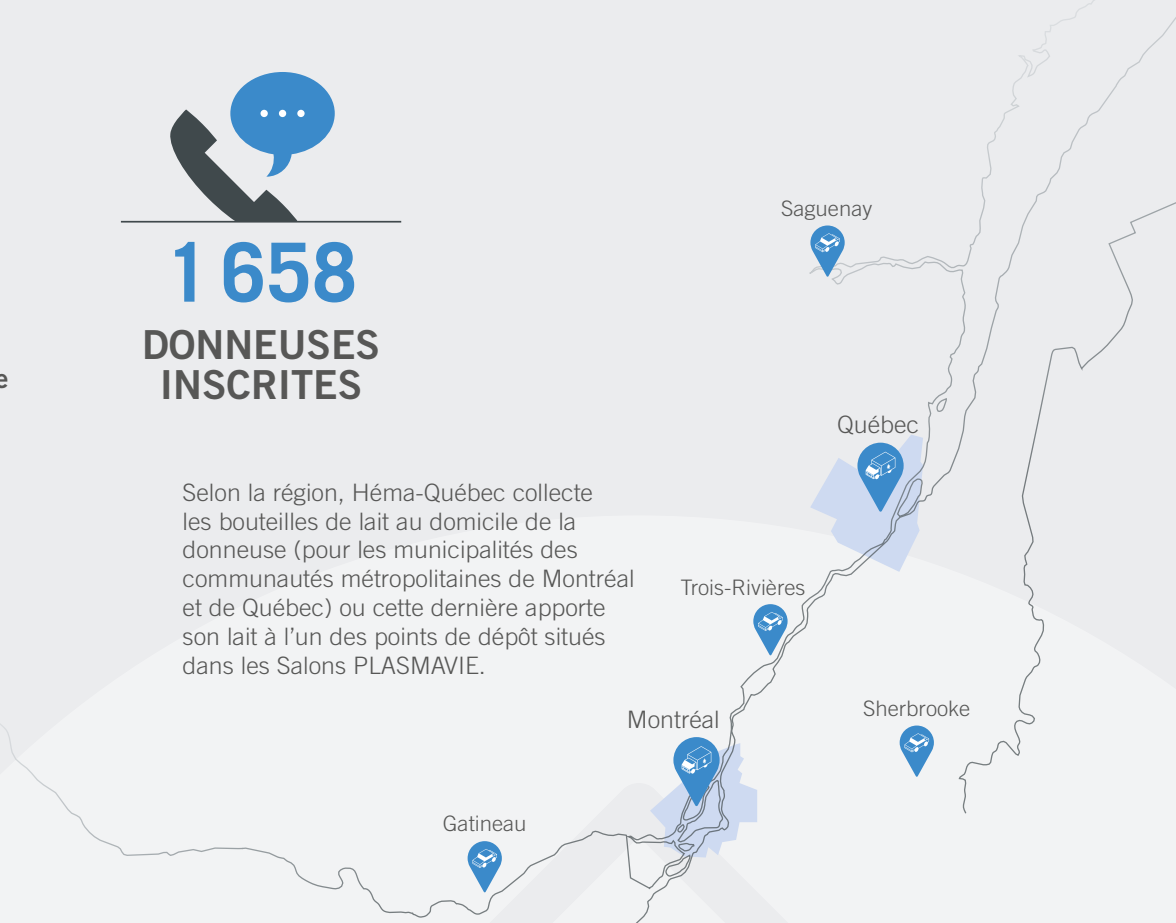 1 658
DONNEUSES
INSCRITES
e
Selon la région, Héma-Québec collecte
les bouteilles de lait au domicile de la
donneuse (pour les municipalités des
communautés métropolitaines de Montréal
et de Québec) ou cette dernière apporte
son lait à l’un des points de dépôt situés
dans les Salons PLASMAVIE.
Saguenay
Québec
Trois-Rivières
Sherbrooke
Montréal
Gatineau